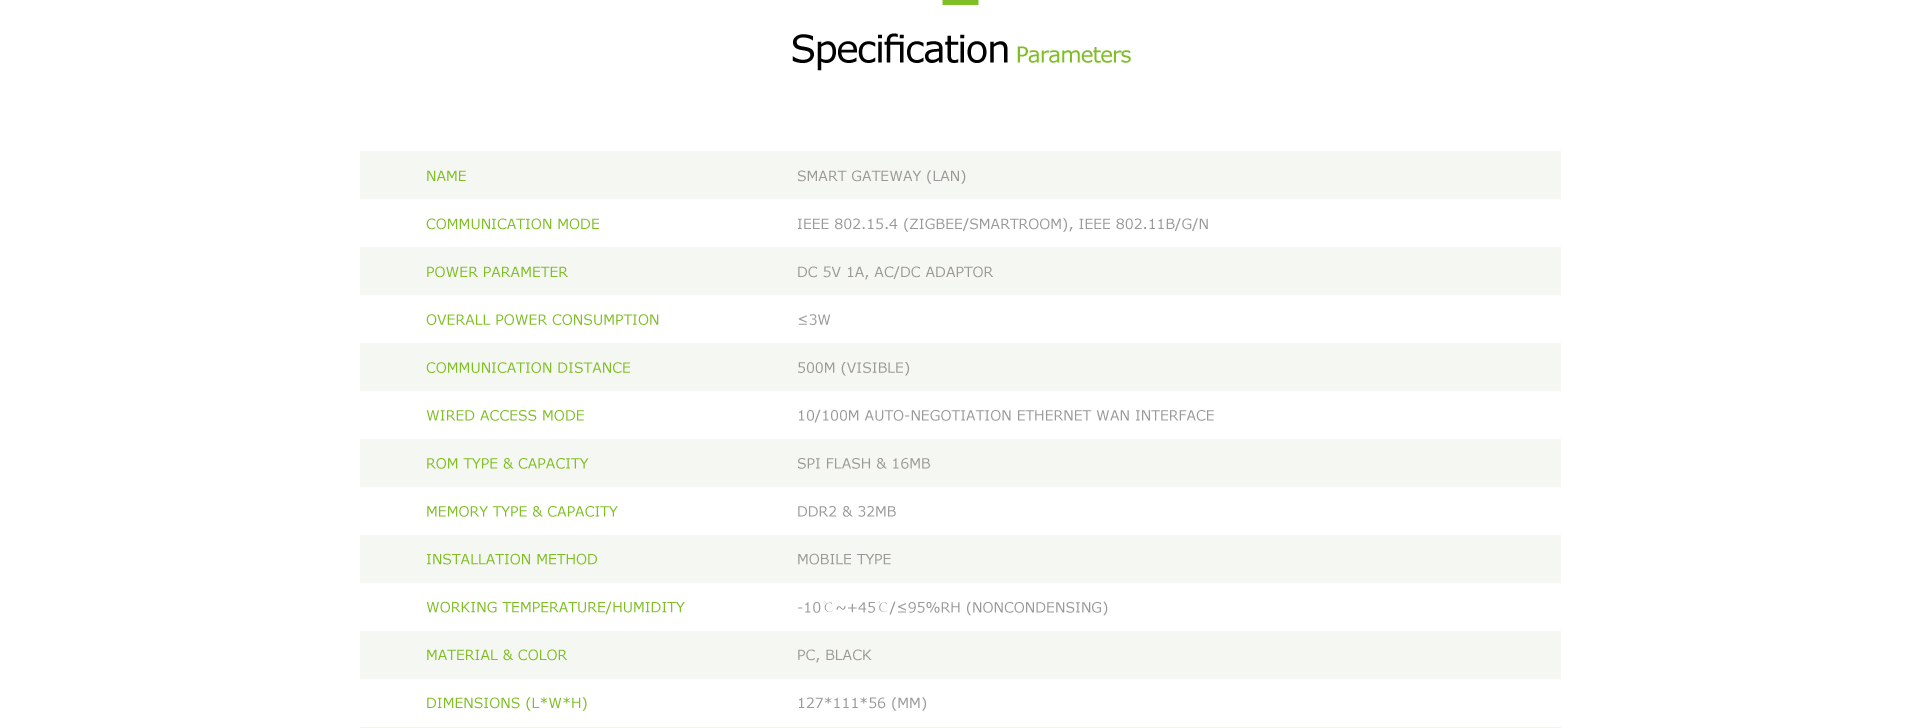 Specification Parameters
NAME SMART GATEWAY (LAN)
COMMUNICATION MODE IEEE 802.15.4 (ZIGBEE/SMARTROOM), IEEE 802.11B/G/N
POWER PARAMETER DC 5V 1A, AC/DC ADAPTOR
OVERALL POWER CONSUMPTION ≤3W
COMMUNICATION DISTANCE 500M (VISIBLE)
WIRED ACCESS MODE 10/100M AUTO-NEGOTIATION ETHERNET WAN INTERFACE
ROM TYPE & CAPACITY SPI FLASH & 16MB
MEMORY TYPE & CAPACITY DDR2 & 32MB
INSTALLATION METHOD MOBILE TYPE
WORKING TEMPERATURE/HUMIDITY -10℃~+45℃/≤95%RH (NONCONDENSING)
MATERIAL & COLOR PC, BLACK
DIMENSIONS (L*W*H) 127*111*56 (MM)